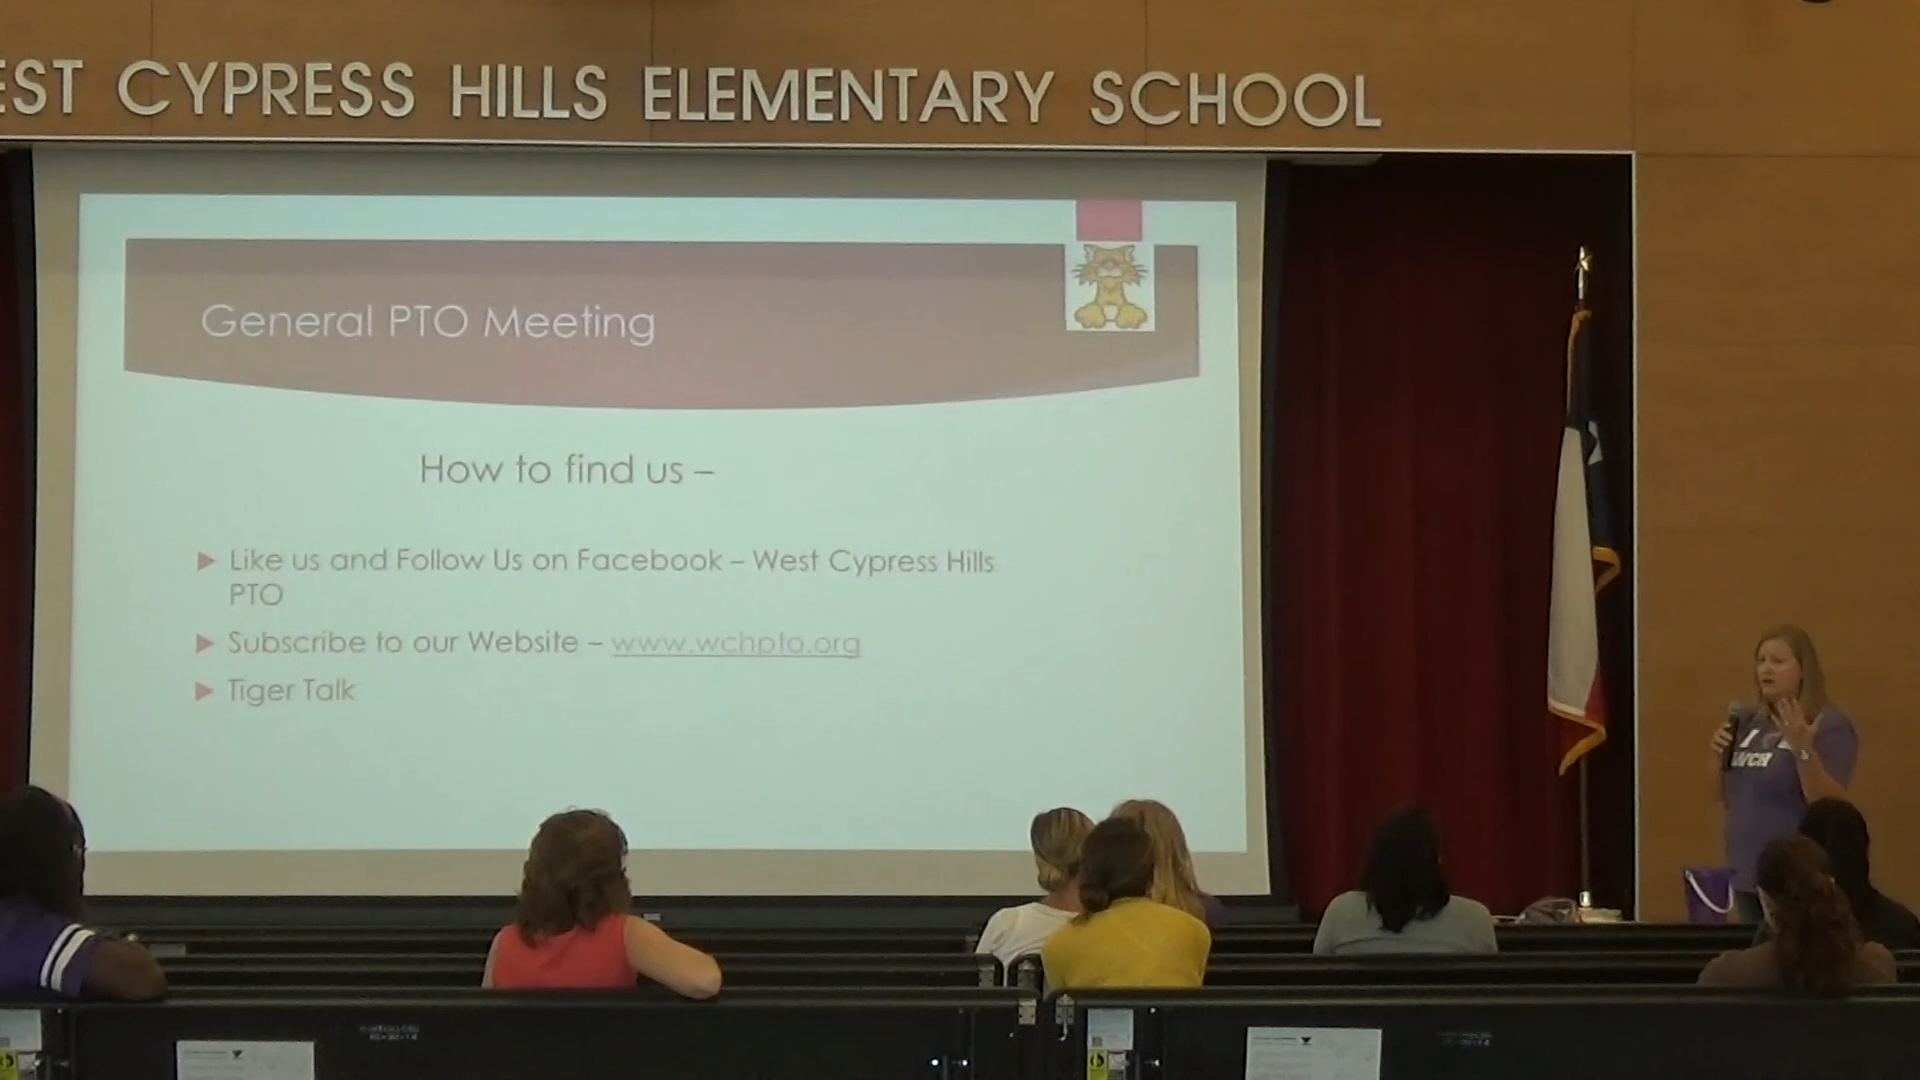 EST CYPRESS HILLS ELEMENTARY SCHOOL
General PTO Meeting
How to find us –
Like us and Follow Us on Facebook – West Cypress Hills
PTO
Subscribe to our Website – www.wchpto.org
Tiger Talk
WCH